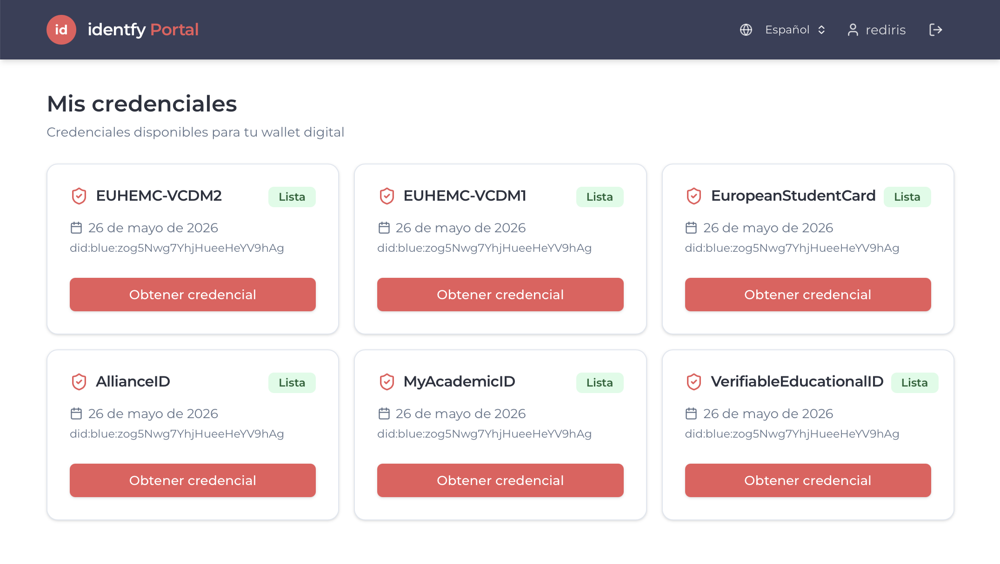 id identfy Portal Español rediris
Mis credenciales
Credenciales disponibles para tu wallet digital
EUHEMC-VCDM2 Lista
26 de mayo de 2026
did:blue:zog5Nwg7YhjHueeHeYV9hAg
Obtener credencial
EUHEMC-VCDM1 Lista
26 de mayo de 2026
did:blue:zog5Nwg7YhjHueeHeYV9hAg
Obtener credencial
EuropeanStudentCard Lista
26 de mayo de 2026
did:blue:zog5Nwg7YhjHueeHeYV9hAg
Obtener credencial
AllianceID Lista
26 de mayo de 2026
did:blue:zog5Nwg7YhjHueeHeYV9hAg
Obtener credencial
MyAcademicID Lista
26 de mayo de 2026
did:blue:zog5Nwg7YhjHueeHeYV9hAg
Obtener credencial
VerifiableEducationalID Lista
26 de mayo de 2026
did:blue:zog5Nwg7YhjHueeHeYV9hAg
Obtener credencial